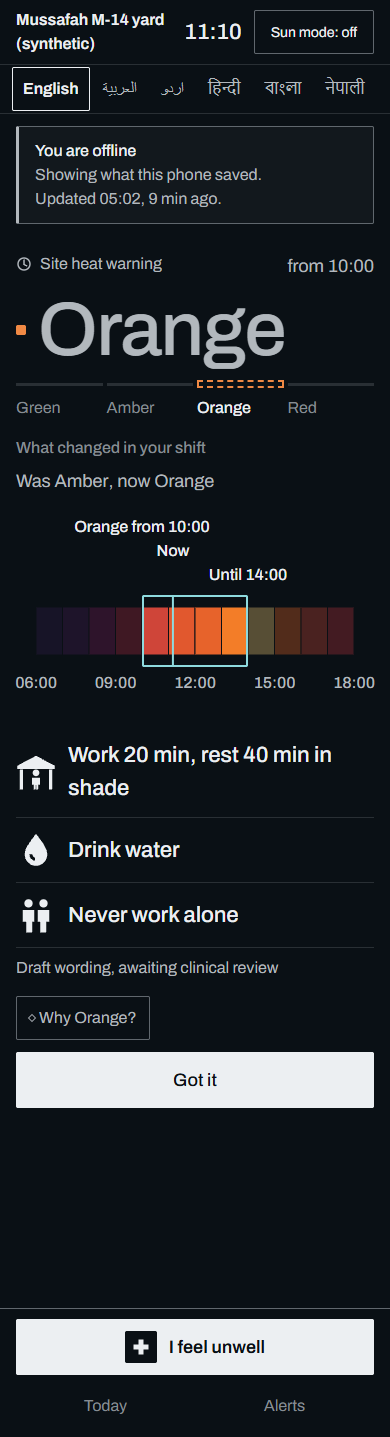 Mussafah M-14 yard
(synthetic)
11:10
Sun mode: off
English
العربية
اردو
हिन्दी
বাংলা
नेपाली
You are offline
Showing what this phone saved.
Updated 05:02, 9 min ago.
Site heat warning
from 10:00
Orange
Green
Amber
Orange
Red
What changed in your shift
Was Amber, now Orange
Orange from 10:00
Now
Until 14:00
06:00
09:00
12:00
15:00
18:00
Work 20 min, rest 40 min in
shade
Drink water
Never work alone
Draft wording, awaiting clinical review
Why Orange?
Got it
I feel unwell
Today
Alerts